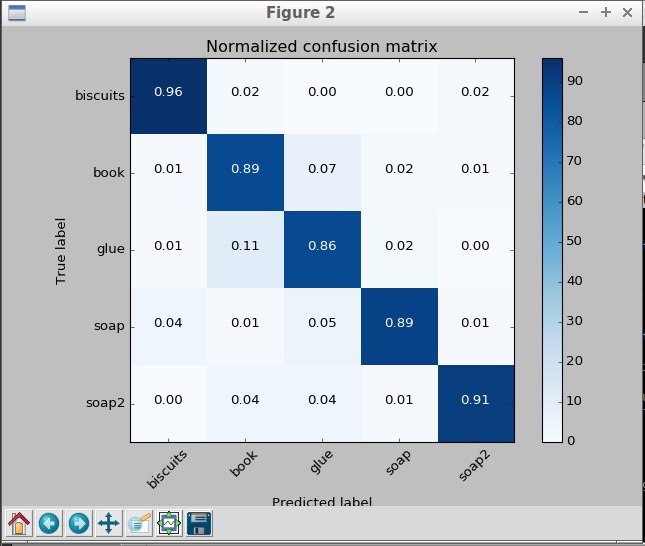 Figure 2
Normalized confusion matrix
True label
biscuits 0.96 0.02 0.00 0.00 0.02
book 0.01 0.89 0.07 0.02 0.01
glue 0.01 0.11 0.86 0.02 0.00
soap 0.04 0.01 0.05 0.89 0.01
soap2 0.00 0.04 0.04 0.01 0.91
biscuits book glue soap soap2
Predicted label
90
80
70
60
50
40
30
20
10
0